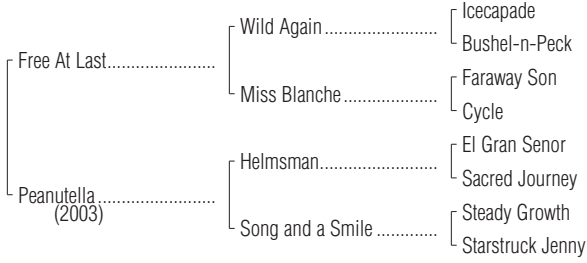 Icecapade
Wild Again
Bushel-n-Peck
Free At Last
Faraway Son
Miss Blanche
Cycle
El Gran Senor
Helmsman
Sacred Journey
Peanutella
(2003)
Steady Growth
Song and a Smile
Starstruck Jenny